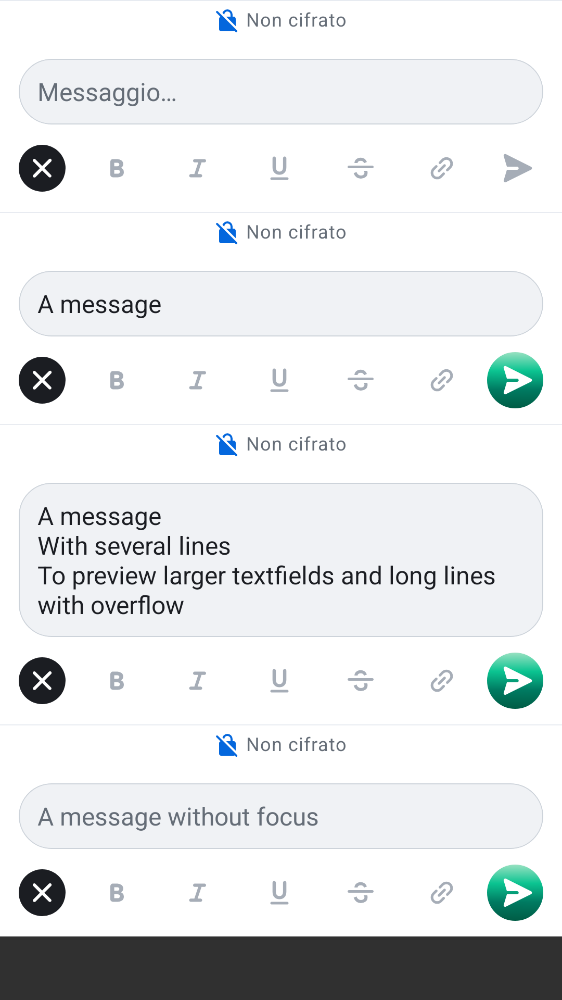 Non cifrato
Messaggio…
B I U S
Non cifrato
A message
B I U S
Non cifrato
A message
With several lines
To preview larger textfields and long lines
with overflow
B I U S
Non cifrato
A message without focus
B I U S